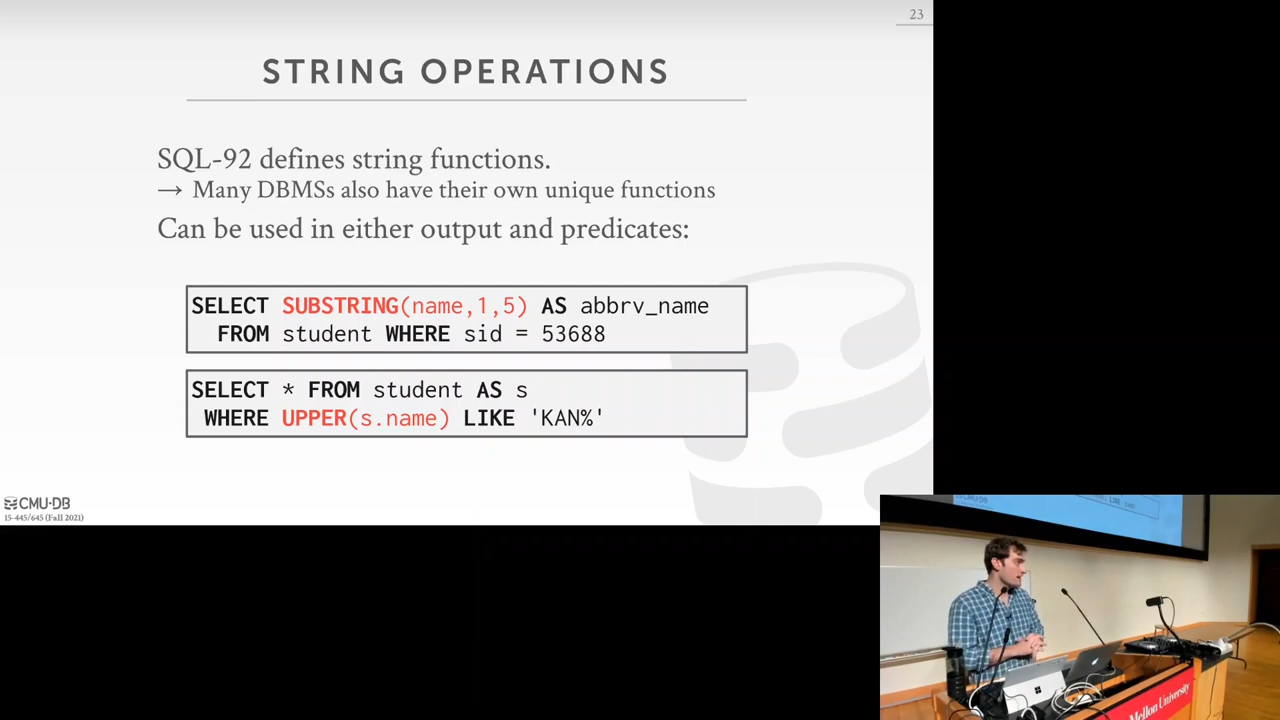 23
STRING OPERATIONS
SQL-92 defines string functions.
→ Many DBMSs also have their own unique functions
Can be used in either output and predicates:
SELECT SUBSTRING(name,1,5) AS abbrv_name
FROM student WHERE sid = 53688
SELECT * FROM student AS s
WHERE UPPER(s.name) LIKE 'KAN%'
CMU·DB
15-445/645 (Fall 2021)
Mellon University